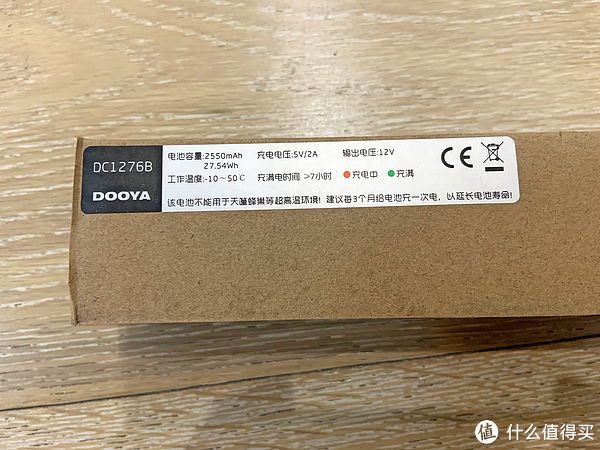 DC1276B
DOOYA
电池容量:2550mAh 充电电压:5V/2A 输出电压:12V
27.54Wh
工作温度:-10~50℃ 充满电时间 >7小时 充电中 充满
该电池不能用于天篷蜂巢等超高温环境! 建议每3个月给电池充一次电, 以延长电池寿命!
CE
值 什么值得买